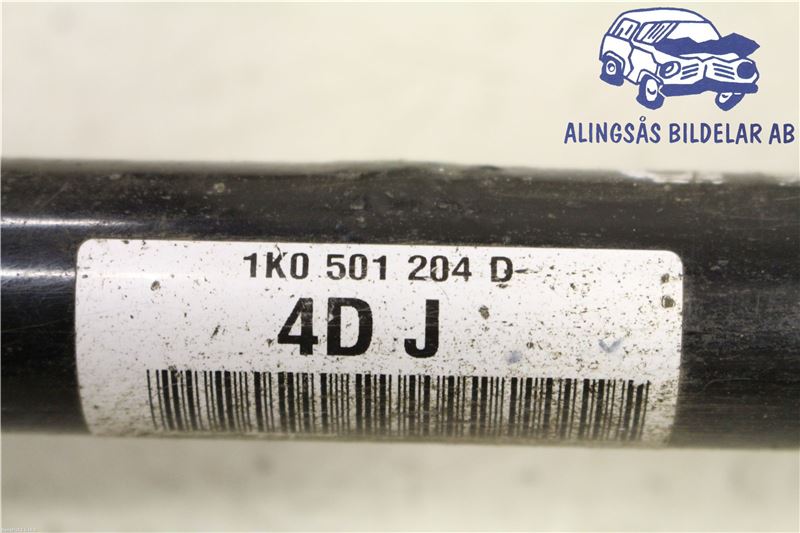 ALINGSÅS BILDELAR AB
1K0 501 204 D
4D J